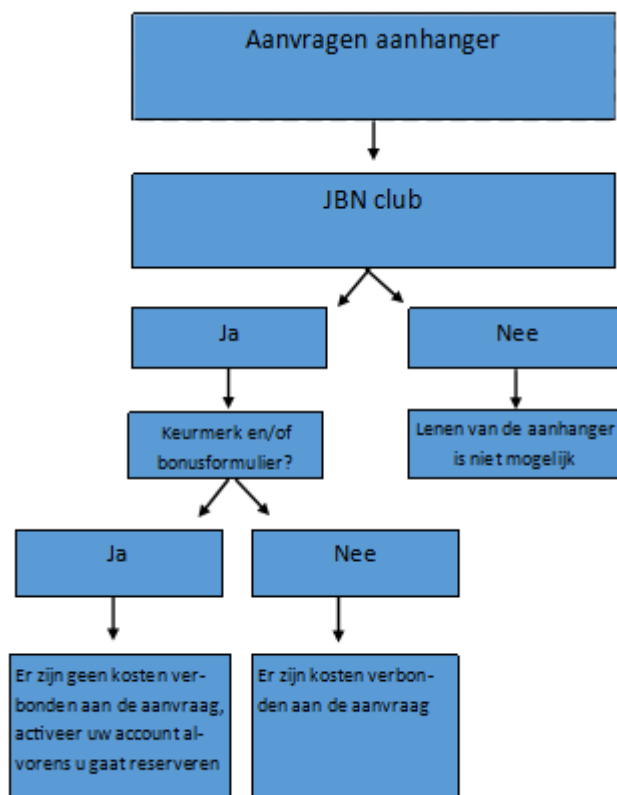 Aanvragen aanhanger
JBN club
Ja
Nee
Keurmerk en/of
bonusformulier?
Lenen van de aanhanger
is niet mogelijk
Ja
Nee
Er zijn geen kosten ver-
bonden aan de aanvraag,
activeer uw account al-
vorens u gaat reserveren
Er zijn kosten verbon-
den aan de aanvraag